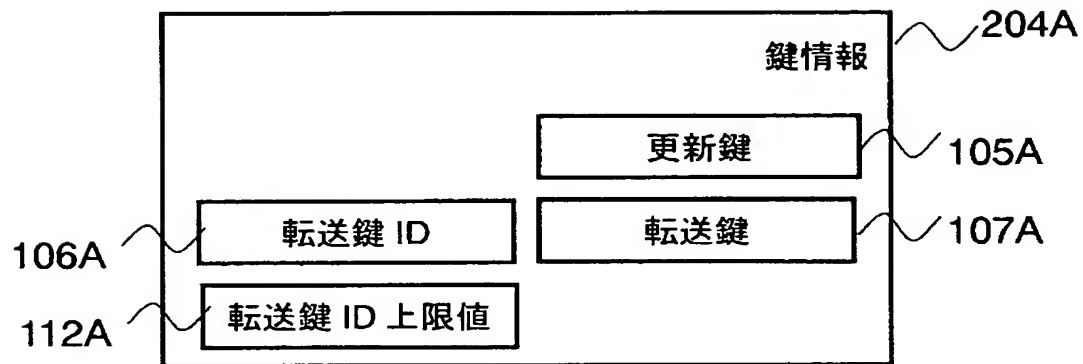 204A
鍵情報
更新鍵
105A
転送鍵 ID
転送鍵
107A
106A
転送鍵 ID 上限値
112A